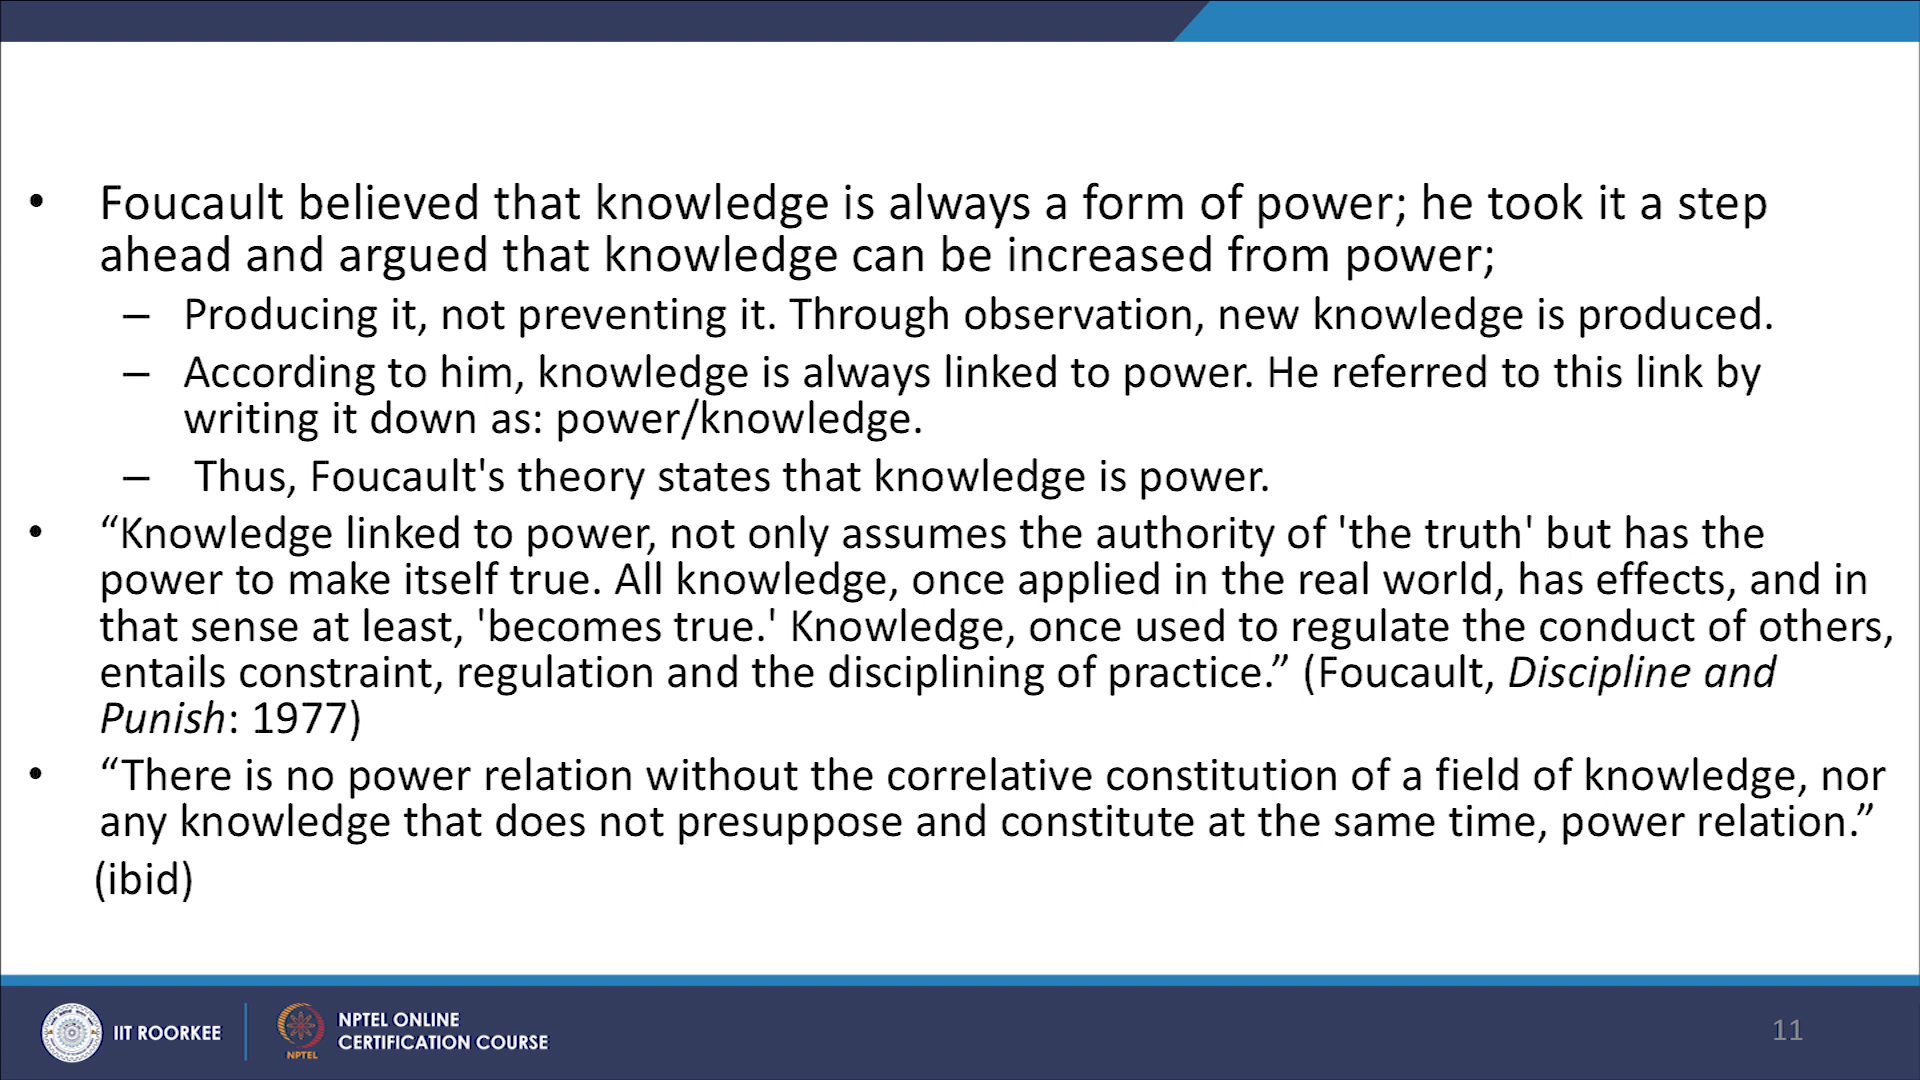 • Foucault believed that knowledge is always a form of power; he took it a step
ahead and argued that knowledge can be increased from power;
– Producing it, not preventing it. Through observation, new knowledge is produced.
– According to him, knowledge is always linked to power. He referred to this link by
writing it down as: power/knowledge.
– Thus, Foucault's theory states that knowledge is power.
• “Knowledge linked to power, not only assumes the authority of 'the truth' but has the
power to make itself true. All knowledge, once applied in the real world, has effects, and in
that sense at least, 'becomes true.' Knowledge, once used to regulate the conduct of others,
entails constraint, regulation and the disciplining of practice.” (Foucault, Discipline and
Punish: 1977)
• “There is no power relation without the correlative constitution of a field of knowledge, nor
any knowledge that does not presuppose and constitute at the same time, power relation.”
(ibid)
IIT ROORKEE
NPTEL
NPTEL ONLINE
CERTIFICATION COURSE
11